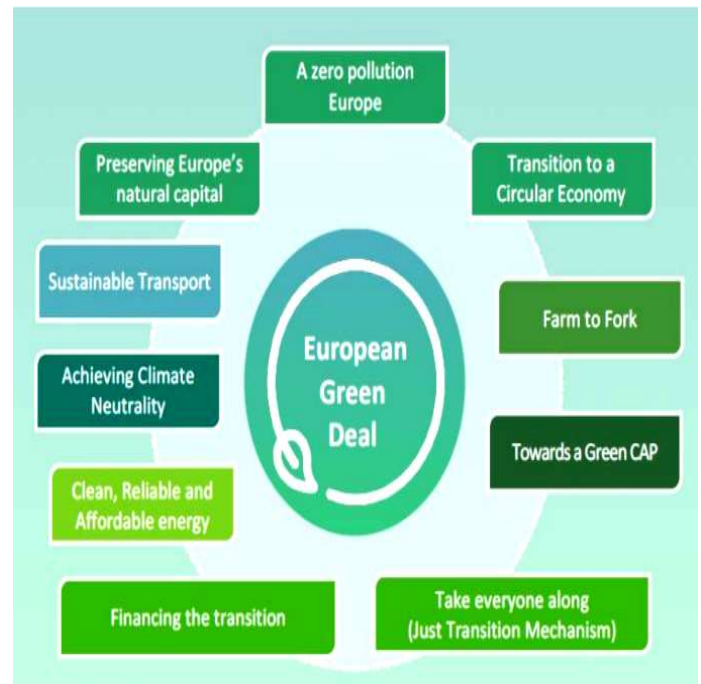 A zero pollution
Europe
Preserving Europe's
natural capital
Transition to a
Circular Economy
Sustainable Transport
Farm to Fork
European
Green
Deal
Achieving Climate
Neutrality
Towards a Green CAP
Clean, Reliable and
Affordable energy
Financing the transition
Take everyone along
(Just Transition Mechanism)